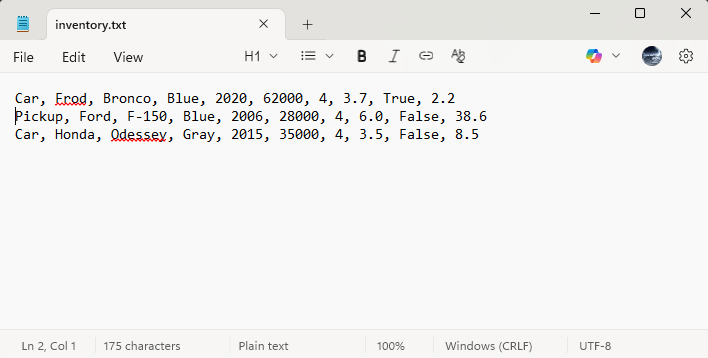 inventory.txt
File Edit View H1 B I
Car, Frod, Bronco, Blue, 2020, 62000, 4, 3.7, True, 2.2
Pickup, Ford, F-150, Blue, 2006, 28000, 4, 6.0, False, 38.6
Car, Honda, Odessey, Gray, 2015, 35000, 4, 3.5, False, 8.5
Ln 2, Col 1 175 characters Plain text 100% Windows (CRLF) UTF-8